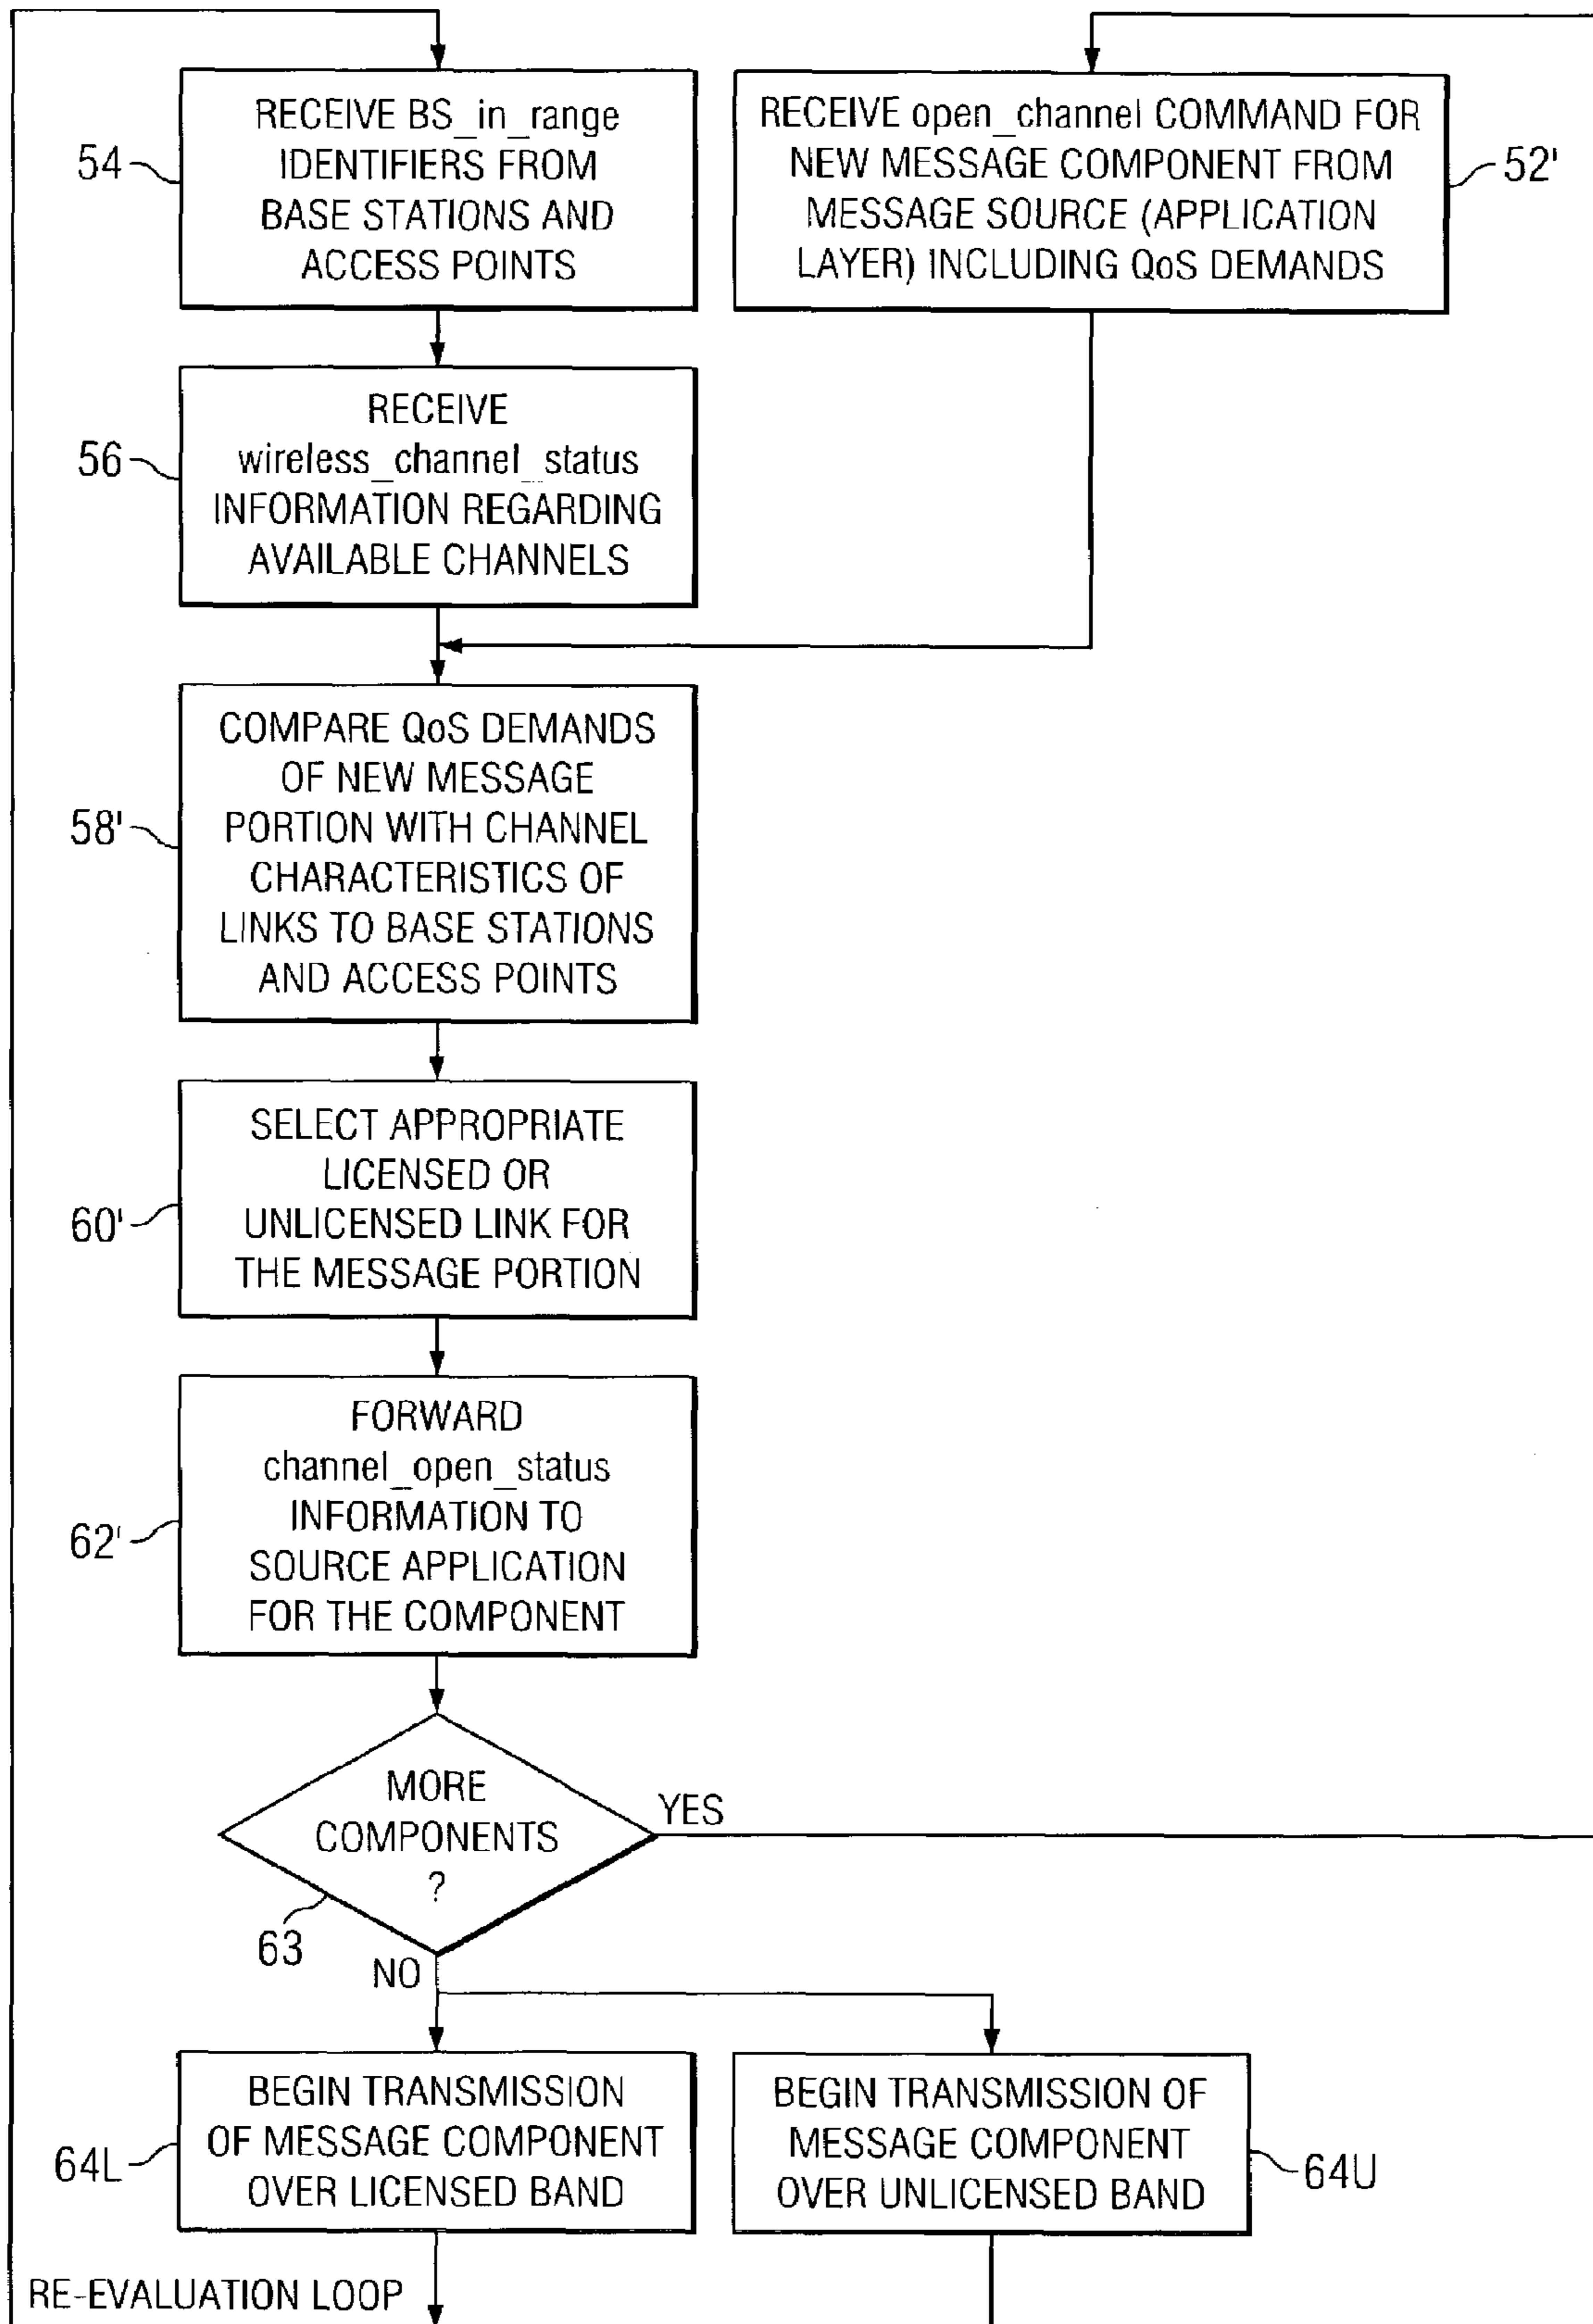 54
RECEIVE BS_in_range
IDENTIFIERS FROM
BASE STATIONS AND
ACCESS POINTS
RECEIVE open_channel COMMAND FOR
NEW MESSAGE COMPONENT FROM
MESSAGE SOURCE (APPLICATION
LAYER) INCLUDING QoS DEMANDS
52'
56
RECEIVE
wireless_channel_status
INFORMATION REGARDING
AVAILABLE CHANNELS
58'
COMPARE QoS DEMANDS
OF NEW MESSAGE
PORTION WITH CHANNEL
CHARACTERISTICS OF
LINKS TO BASE STATIONS
AND ACCESS POINTS
60'
SELECT APPROPRIATE
LICENSED OR
UNLICENSED LINK FOR
THE MESSAGE PORTION
62'
FORWARD
channel_open_status
INFORMATION TO
SOURCE APPLICATION
FOR THE COMPONENT
MORE
COMPONENTS
?
YES
63
NO
64L
BEGIN TRANSMISSION
OF MESSAGE COMPONENT
OVER LICENSED BAND
BEGIN TRANSMISSION OF
MESSAGE COMPONENT
OVER UNLICENSED BAND
64U
RE-EVALUATION LOOP